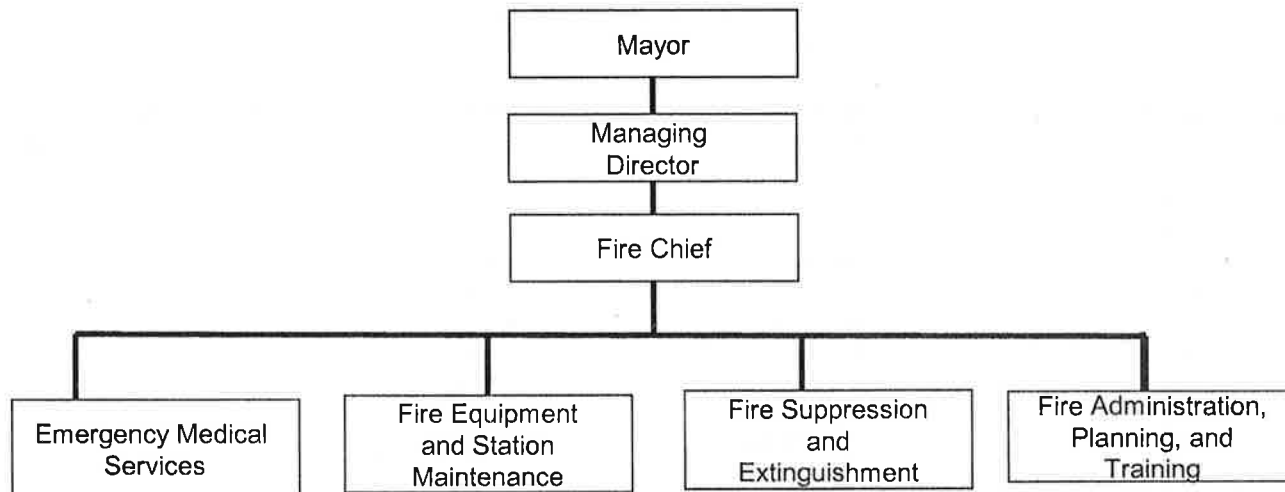 Mayor
Managing
Director
Fire Chief
Emergency Medical
Services
Fire Equipment
and Station
Maintenance
Fire Suppression
and
Extinguishment
Fire Administration,
Planning, and
Training